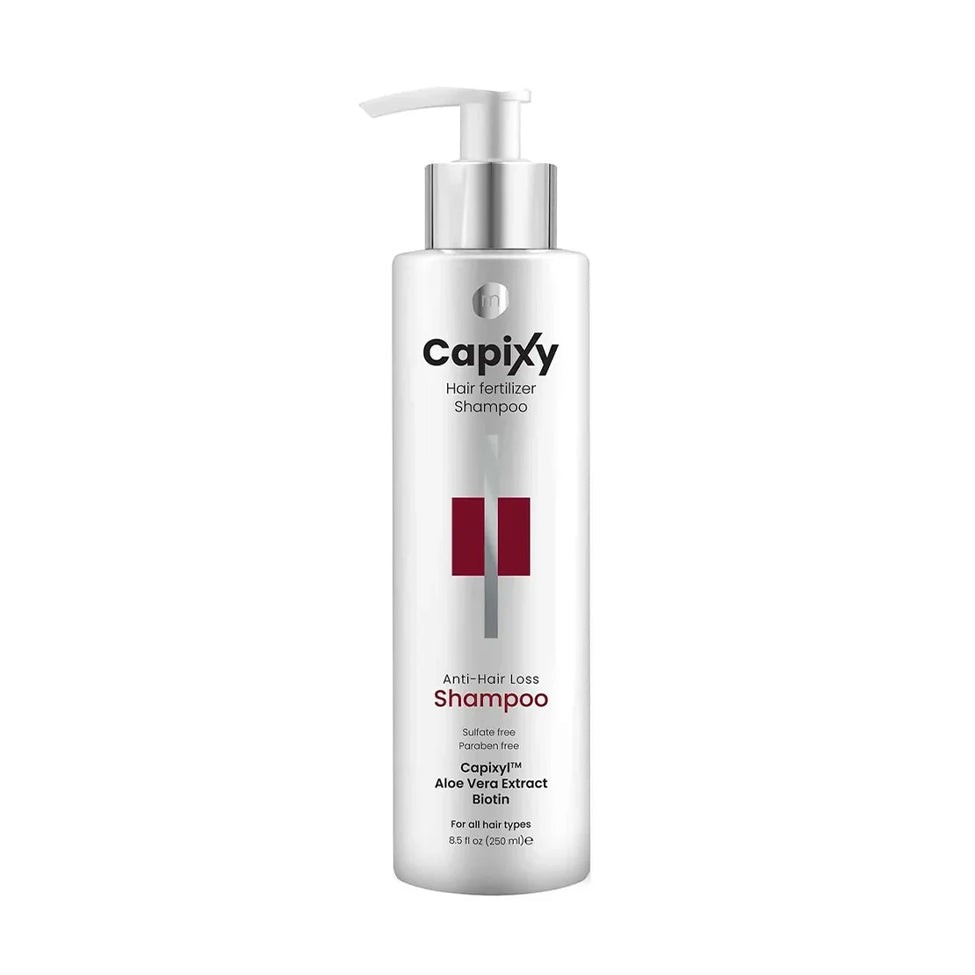 m
Capixy
Hair fertilizer
Shampoo
Anti-Hair Loss
Shampoo
Sulfate free
Paraben free
Capixyl™
Aloe Vera Extract
Biotin
For all hair types
8.5 fl oz (250 ml)℮